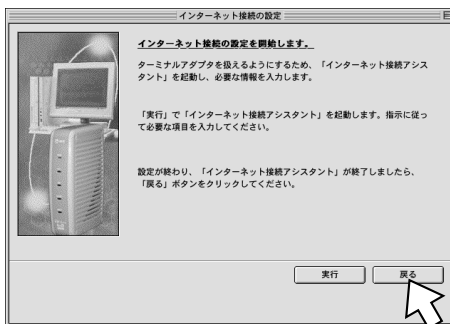 インターネット接続の設定
インターネット接続の設定を開始します。
ターミナルアダプタを扱えるようにするため、「インターネット接続アシス
タント」を起動し、必要な情報を入力します。
「実行」で「インターネット接続アシスタント」を起動します。指示に従っ
て必要な項目を入力してください。
設定が終わり、「インターネット接続アシスタント」が終了しましたら、
「戻る」ボタンをクリックしてください。
実行
戻る